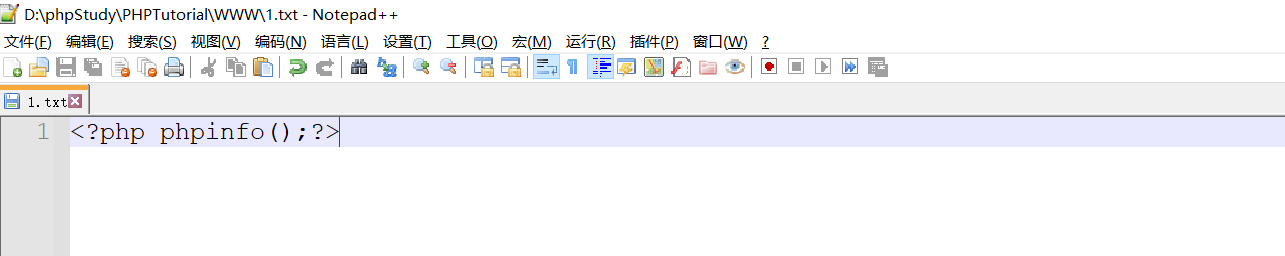 D:\phpStudy\PHPTutorial\WWW\1.txt - Notepad++
文件(F) 编辑(E) 搜索(S) 视图(V) 编码(N) 语言(L) 设置(T) 工具(O) 宏(M) 运行(R) 插件(P) 窗口(W) ?
1.txt
1 <?php phpinfo();?>